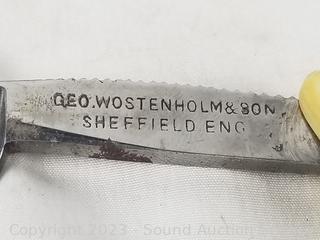 GEO.WOSTENHOLM & SON
SHEFFIELD ENG
Copyright 2023 - Sound Auction